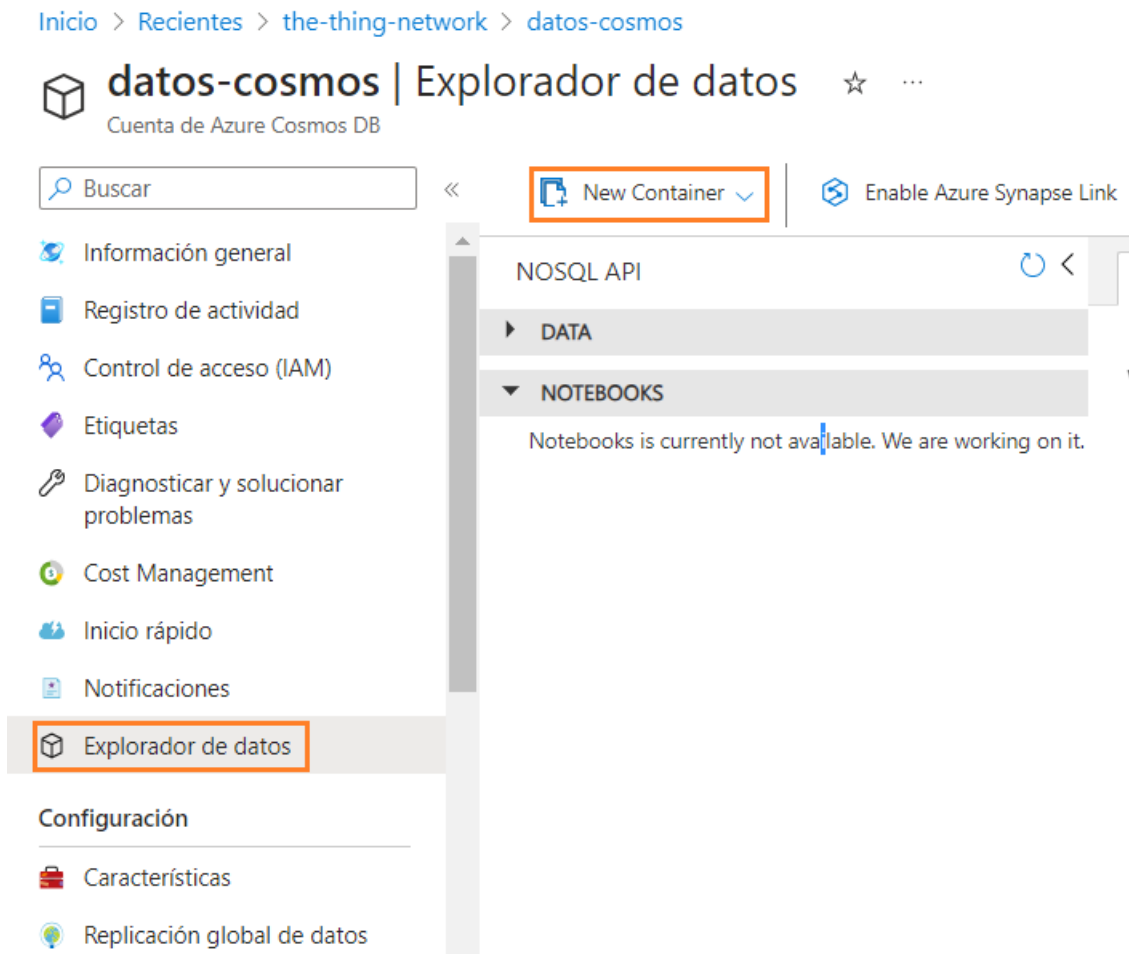 Inicio > Recientes > the-thing-network > datos-cosmos
datos-cosmos | Explorador de datos
Cuenta de Azure Cosmos DB
Buscar
Información general
Registro de actividad
Control de acceso (IAM)
Etiquetas
Diagnosticar y solucionar
problemas
Cost Management
Inicio rápido
Notificaciones
Explorador de datos
Configuración
Características
Replicación global de datos
New Container
Enable Azure Synapse Link
NOSQL API
DATA
NOTEBOOKS
Notebooks is currently not available. We are working on it.